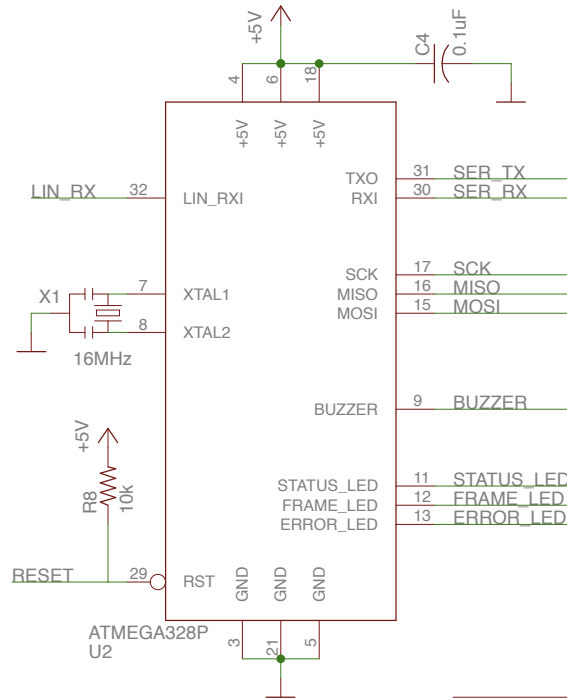 +5V
C4
0.1uF
4
6
18
+5V
+5V
+5V
TXO 31 SER_TX
LIN_RX 32 LIN_RXI RXI 30 SER_RX
SCK 17 SCK
X1 7 XTAL1 MISO 16 MISO
MOSI 15 MOSI
8 XTAL2
16MHz
BUZZER 9 BUZZER
+5V
R8
10k
STATUS_LED 11 STATUS_LED
FRAME_LED 12 FRAME_LED
ERROR_LED 13 ERROR_LED
RESET 29 RST
GND
GND
GND
ATMEGA328P
U2
3
21
5